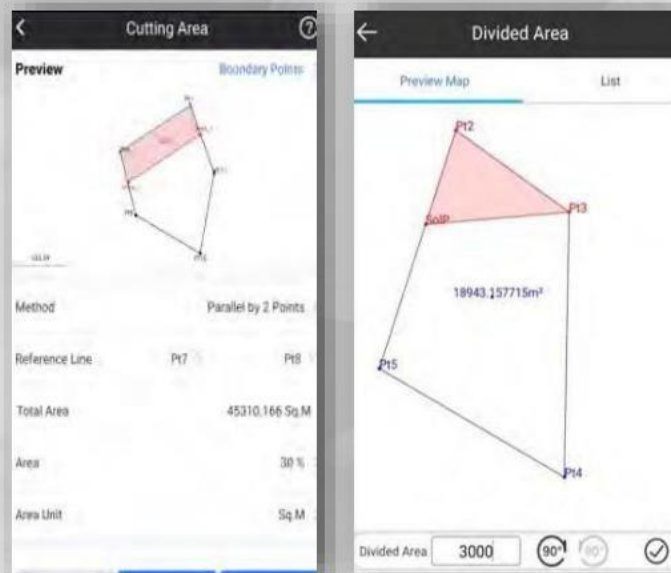 Cutting Area
Preview
Boundary Points
Method
Parallel by 2 Points
Reference Line
Pt7
Pt8
Total Area
45310.166 Sq.M
Area
30 %
Area Unit
Sq.M
Divided Area
Preview Map
List
Pt2
Pt3
SolP
18943.157715m²
Pt5
Pt4
Divided Area
3000
90°
90°